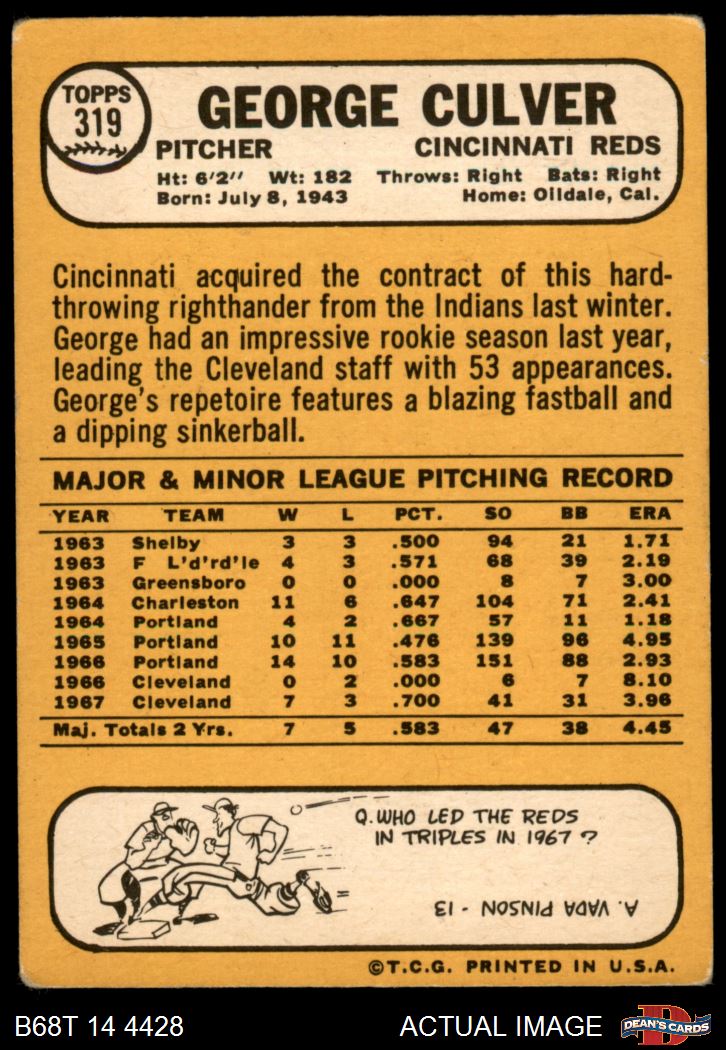 TOPPS
319
GEORGE CULVER
PITCHER CINCINNATI REDS
Ht: 6'2" Wt: 182 Throws: Right Bats: Right
Born: July 8, 1943 Home: Oildale, Cal.
Cincinnati acquired the contract of this hard-
throwing righthander from the Indians last winter.
George had an impressive rookie season last year,
leading the Cleveland staff with 53 appearances.
George's repetoire features a blazing fastball and
a dipping sinkerball.
MAJOR & MINOR LEAGUE PITCHING RECORD
YEAR TEAM W L PCT. SO BB ERA
1963 Shelby 3 3 .500 94 21 1.71
1963 F L'd'rd'le 4 3 .571 68 39 2.19
1963 Greensboro 0 0 .000 8 7 3.00
1964 Charleston 11 6 .647 104 71 2.41
1964 Portland 4 2 .667 57 11 1.18
1965 Portland 10 11 .476 139 96 4.95
1966 Portland 14 10 .583 151 88 2.93
1966 Cleveland 0 2 .000 6 7 8.10
1967 Cleveland 7 3 .700 41 31 3.96
Maj. Totals 2 Yrs. 7 5 .583 47 38 4.45
Q. WHO LED THE REDS
IN TRIPLES IN 1967?
A. VADA PINSON - 13
©T.C.G. PRINTED IN U.S.A.
B68T 14 4428 ACTUAL IMAGE D DEAN'S CARDS